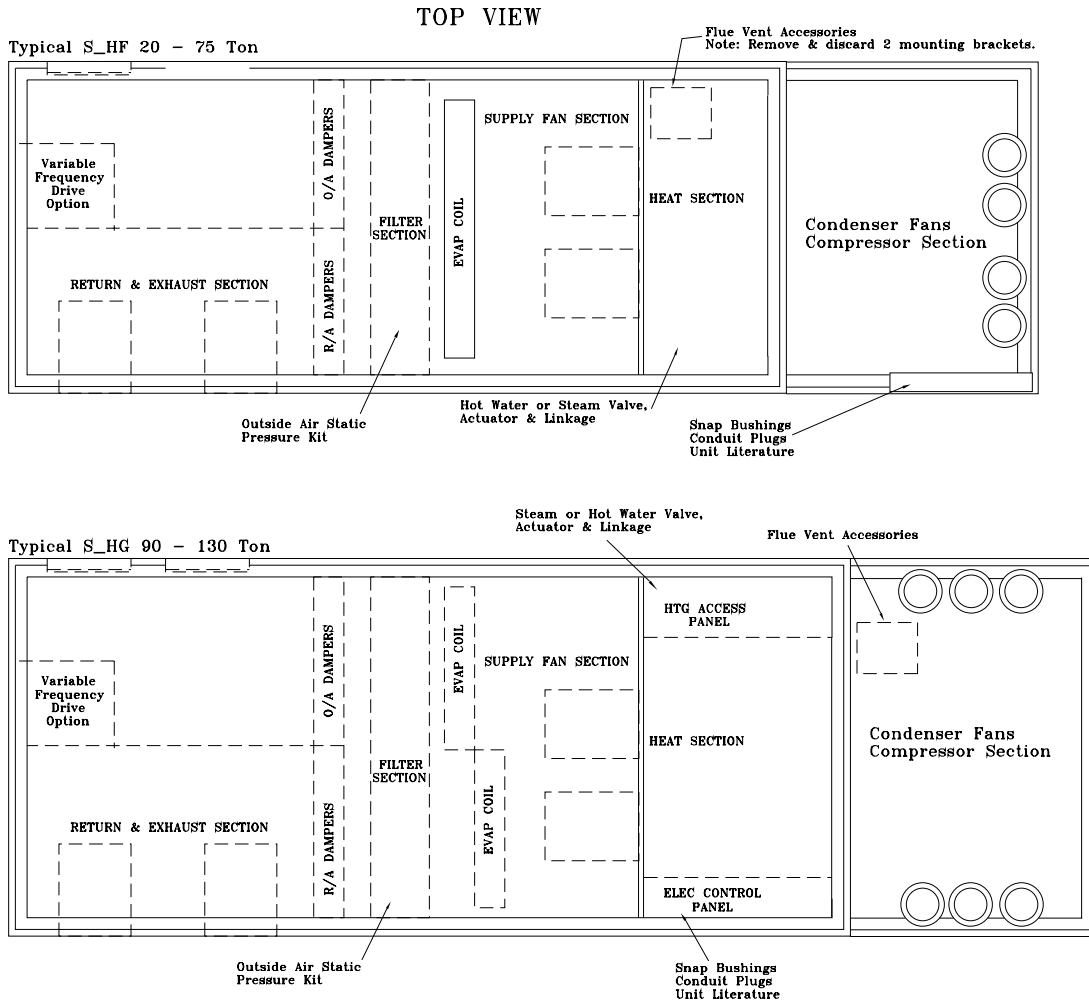 TOP VIEW
Typical S_HF 20 - 75 Ton
Flue Vent Accessories
Note: Remove & discard 2 mounting brackets.
Variable
Frequency
Drive
Option
O/A DAMPERS
R/A DAMPERS
FILTER
SECTION
EVAP COIL
SUPPLY FAN SECTION
HEAT SECTION
Condenser Fans
Compressor Section
RETURN & EXHAUST SECTION
Outside Air Static
Pressure Kit
Hot Water or Steam Valve,
Actuator & Linkage
Snap Bushings
Conduit Plugs
Unit Literature
Typical S_HG 90 - 130 Ton
Steam or Hot Water Valve,
Actuator & Linkage
Flue Vent Accessories
Variable
Frequency
Drive
Option
O/A DAMPERS
R/A DAMPERS
FILTER
SECTION
EVAP COIL
EVAP COIL
SUPPLY FAN SECTION
HTG ACCESS
PANEL
HEAT SECTION
ELEC CONTROL
PANEL
Condenser Fans
Compressor Section
RETURN & EXHAUST SECTION
Outside Air Static
Pressure Kit
Snap Bushings
Conduit Plugs
Unit Literature